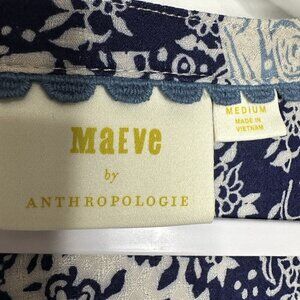 MaEVe
by
ANTHROPOLOGIE
MEDIUM
MADE IN
VIETNAM